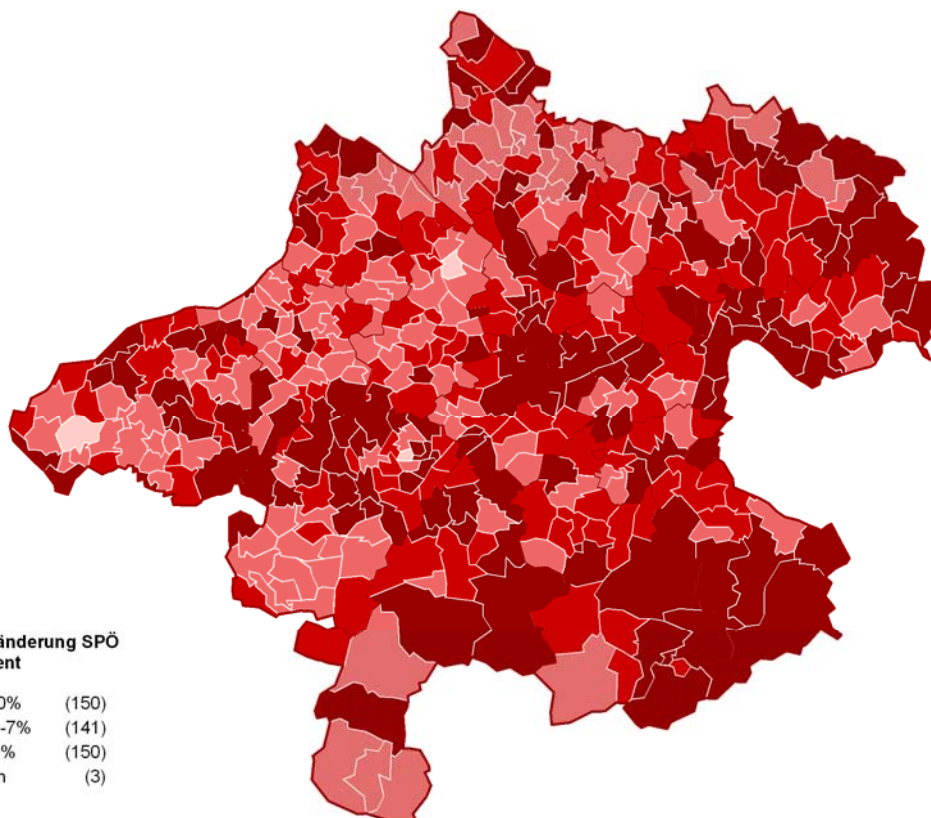 änderung SPÖ
ent
0% (150)
-7% (141)
% (150)
n (3)